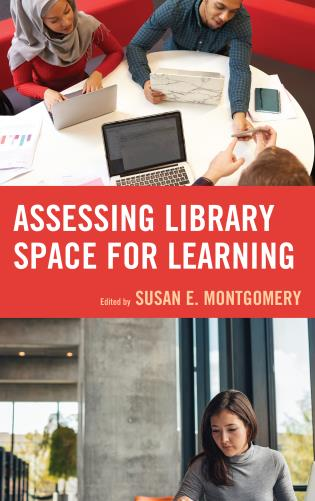 ASSESSING LIBRARY
SPACE FOR LEARNING
Edited by SUSAN E. MONTGOMERY